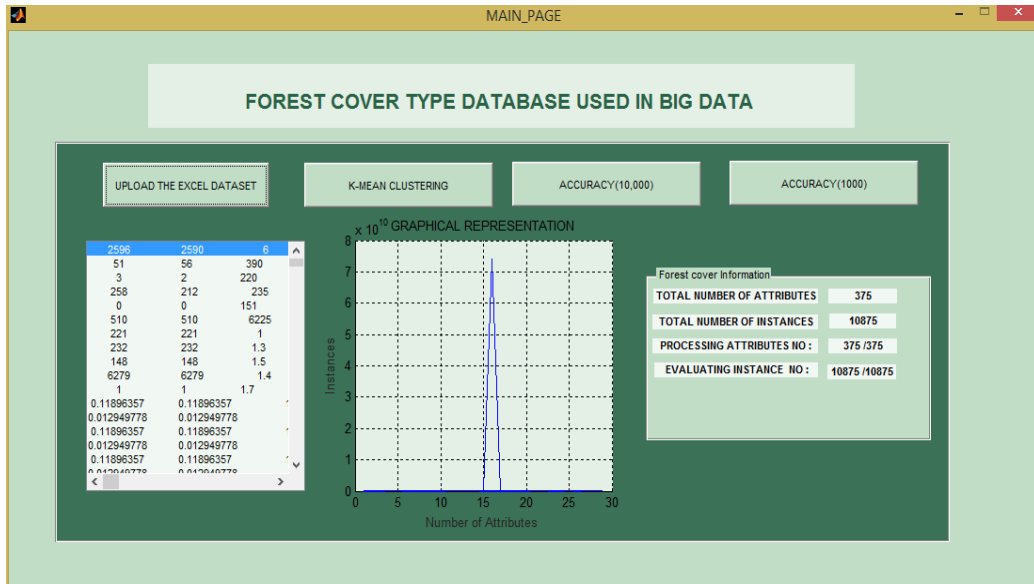 MAIN_PAGE
FOREST COVER TYPE DATABASE USED IN BIG DATA
UPLOAD THE EXCEL DATASET
K-MEAN CLUSTERING
ACCURACY(10,000)
ACCURACY(1000)
2596 2590 6
51 56 390
3 2 220
258 212 235
0 0 151
510 510 6225
221 221 1
232 232 1.3
148 148 1.5
6279 6279 1.4
1 1 1.7
0.11896357 0.11896357
0.012949778 0.012949778
0.11896357 0.11896357
0.012949778 0.012949778
0.11896357 0.11896357
0.012949778 0.012949778
x 10^10 GRAPHICAL REPRESENTATION
8
7
6
5
4
3
2
1
0
Instances
0 5 10 15 20 25 30
Number of Attributes
Forest cover Information
TOTAL NUMBER OF ATTRIBUTES 375
TOTAL NUMBER OF INSTANCES 10875
PROCESSING ATTRIBUTES NO : 375 /375
EVALUATING INSTANCE NO : 10875 /10875